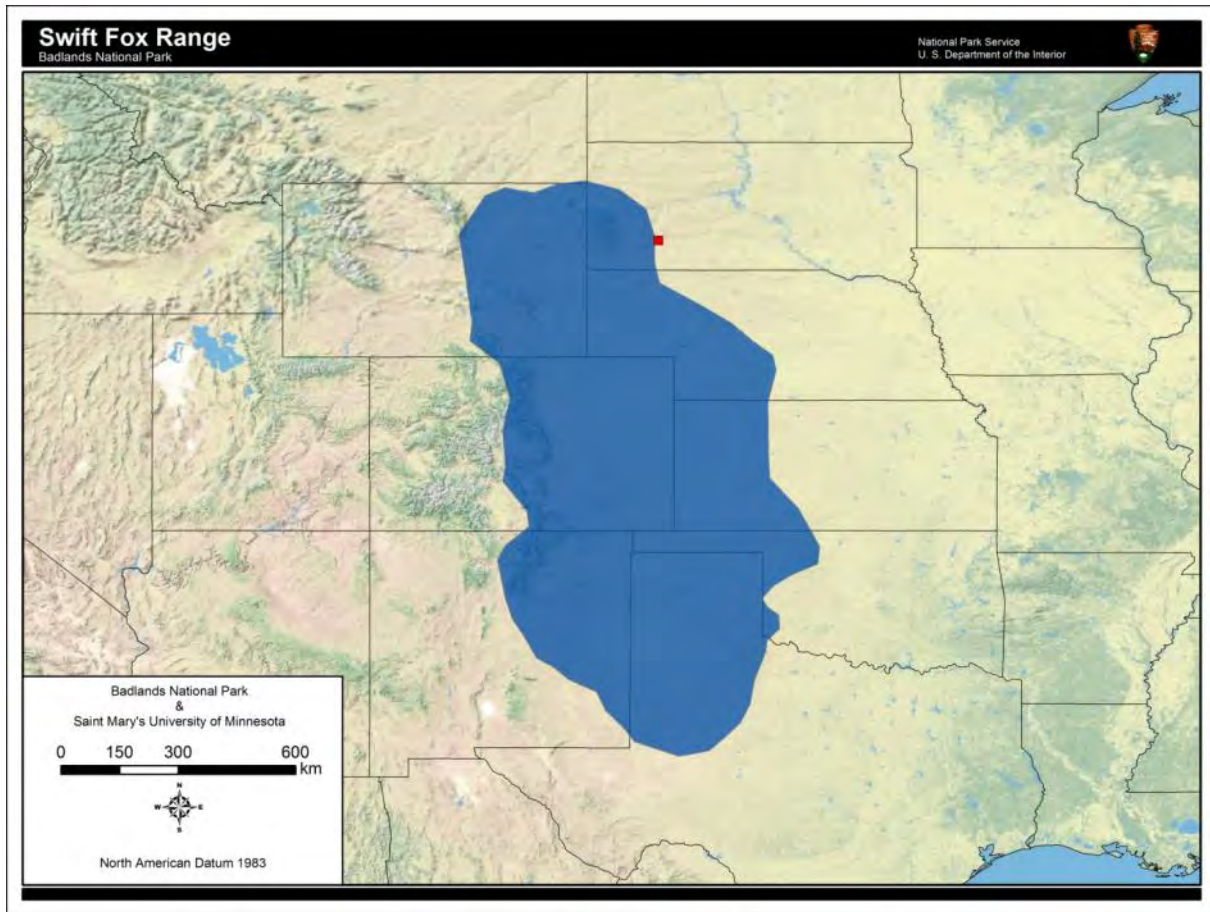 Swift Fox Range
Badlands National Park
National Park Service
U. S. Department of the Interior
Badlands National Park
&
Saint Mary's University of Minnesota
0 150 300 600
km
N
W E
S
North American Datum 1983